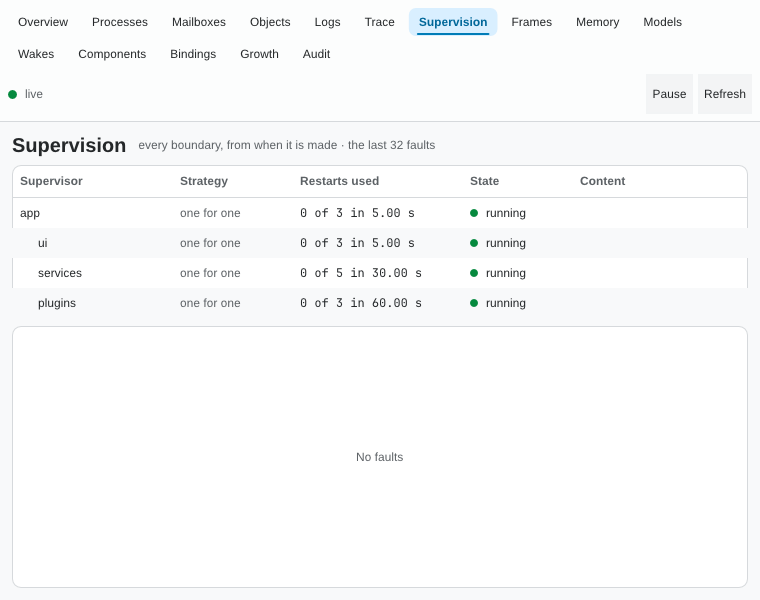 Overview Processes Mailboxes Objects Logs Trace Supervision Frames Memory Models
Wakes Components Bindings Growth Audit
live Pause Refresh
Supervision every boundary, from when it is made · the last 32 faults
Supervisor Strategy Restarts used State Content
app one for one 0 of 3 in 5.00 s running
ui one for one 0 of 3 in 5.00 s running
services one for one 0 of 5 in 30.00 s running
plugins one for one 0 of 3 in 60.00 s running
No faults